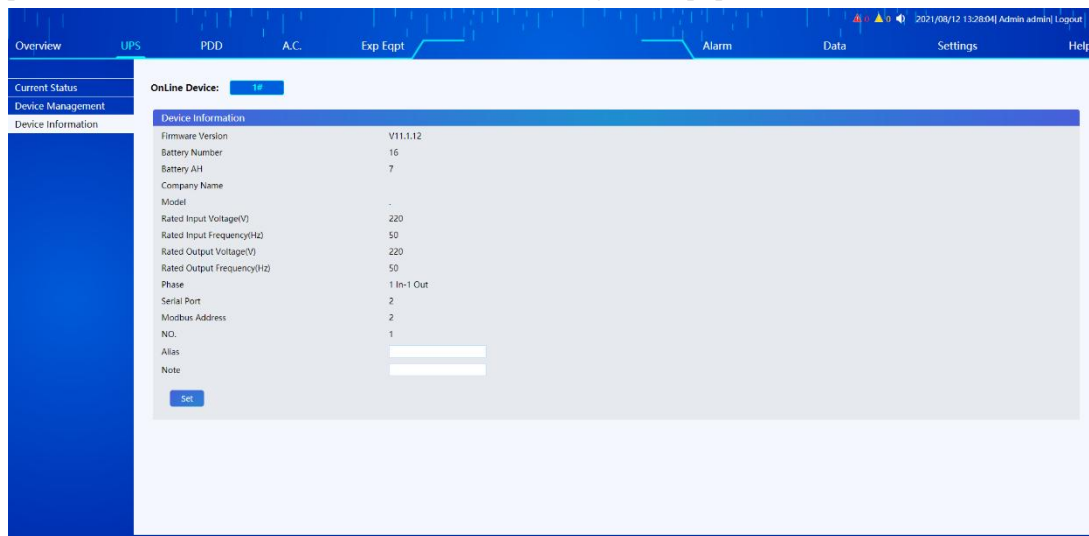 0 0 2021/08/12 13:28:04| Admin admin| Logout
Overview UPS PDD A.C. Exp Eqpt Alarm Data Settings Help
Current Status
Device Management
Device Information
OnLine Device: 1#
Device Information
Firmware Version V11.1.12
Battery Number 16
Battery AH 7
Company Name
Model .
Rated Input Voltage(V) 220
Rated Input Frequency(Hz) 50
Rated Output Voltage(V) 220
Rated Output Frequency(Hz) 50
Phase 1 In-1 Out
Serial Port 2
Modbus Address 2
NO. 1
Alias
Note
Set